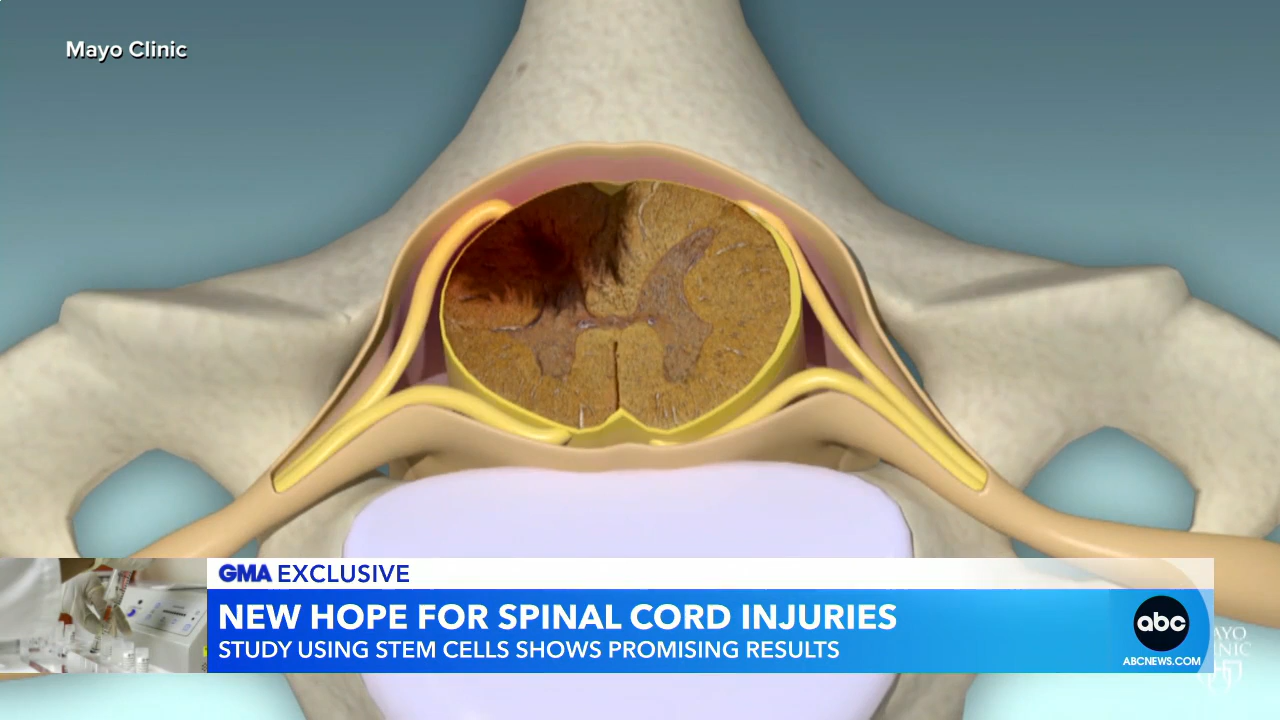 Mayo Clinic
GMA EXCLUSIVE
NEW HOPE FOR SPINAL CORD INJURIES
STUDY USING STEM CELLS SHOWS PROMISING RESULTS
abc
ABCNEWS.COM